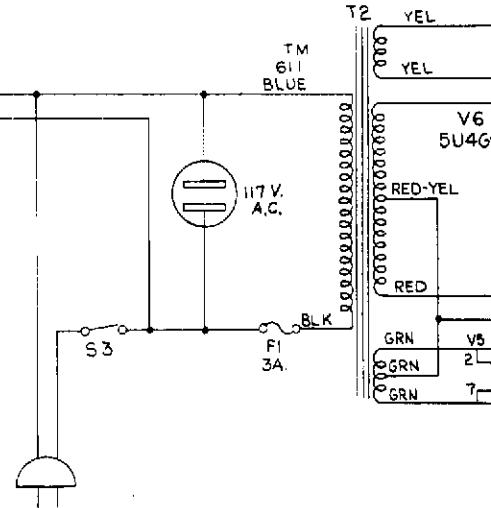 T2
YEL
TM
611
BLUE
YEL
V6
5U4G
RED-YEL
117 V.
A.C.
RED
BLK
S3
F1
3A.
GRN
V5
2
GRN
7
GRN